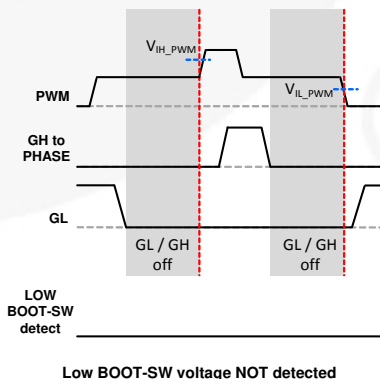 V_IH_PWM
PWM
V_IL_PWM
GH to
PHASE
GL
GL / GH
off
GL / GH
off
LOW
BOOT-SW
detect
Low BOOT-SW voltage NOT detected